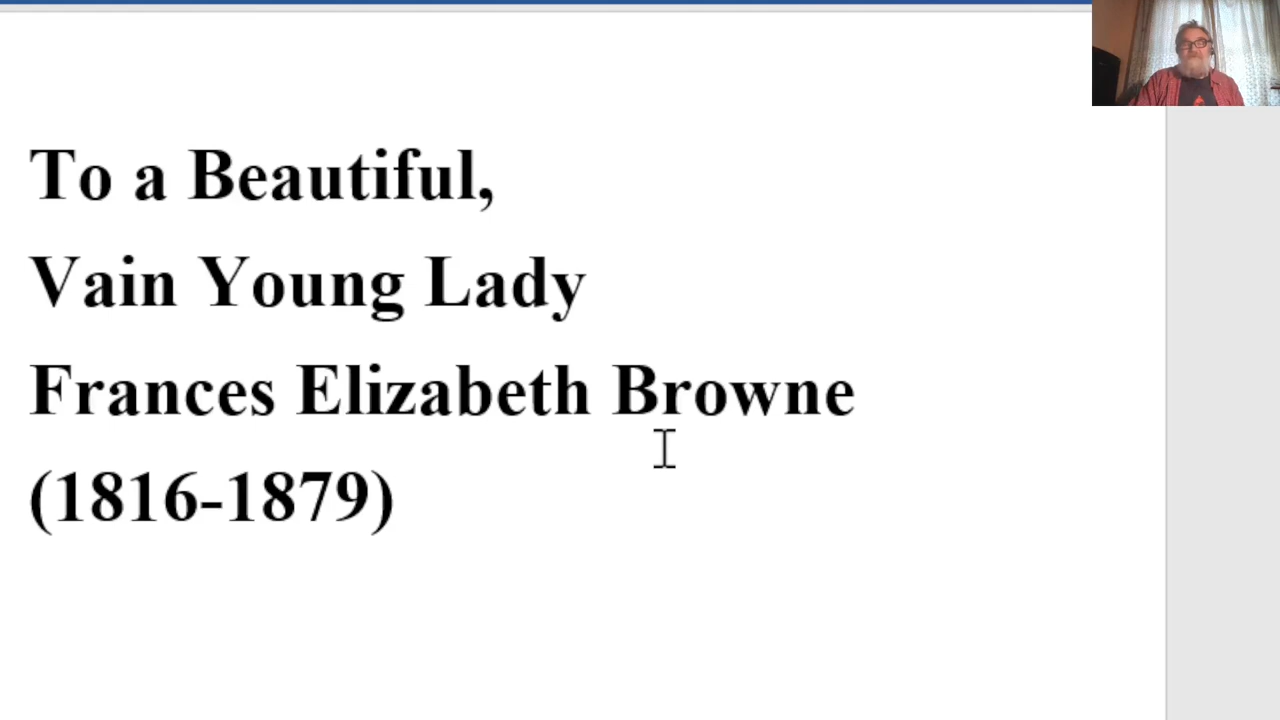 To a Beautiful,
Vain Young Lady
Frances Elizabeth Browne
(1816-1879)